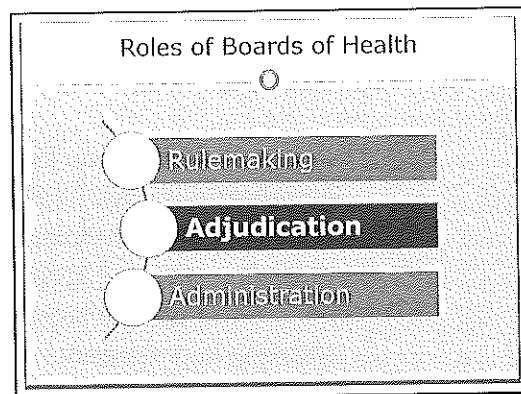 Roles of Boards of Health
Rulemaking
Adjudication
Administration